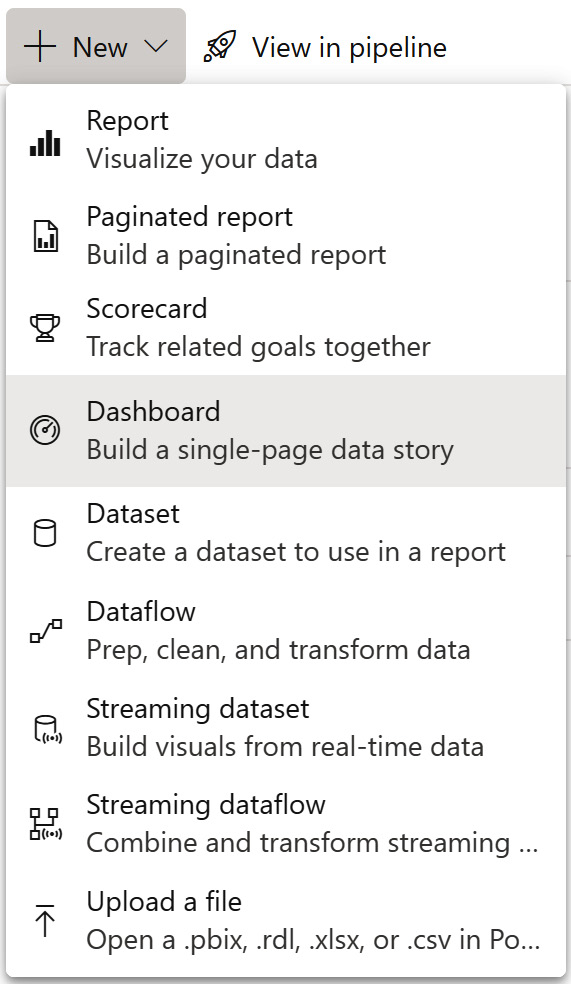 New
View in pipeline
Report
Visualize your data
Paginated report
Build a paginated report
Scorecard
Track related goals together
Dashboard
Build a single-page data story
Dataset
Create a dataset to use in a report
Dataflow
Prep, clean, and transform data
Streaming dataset
Build visuals from real-time data
Streaming dataflow
Combine and transform streaming ...
Upload a file
Open a .pbix, .rdl, .xlsx, or .csv in Po...